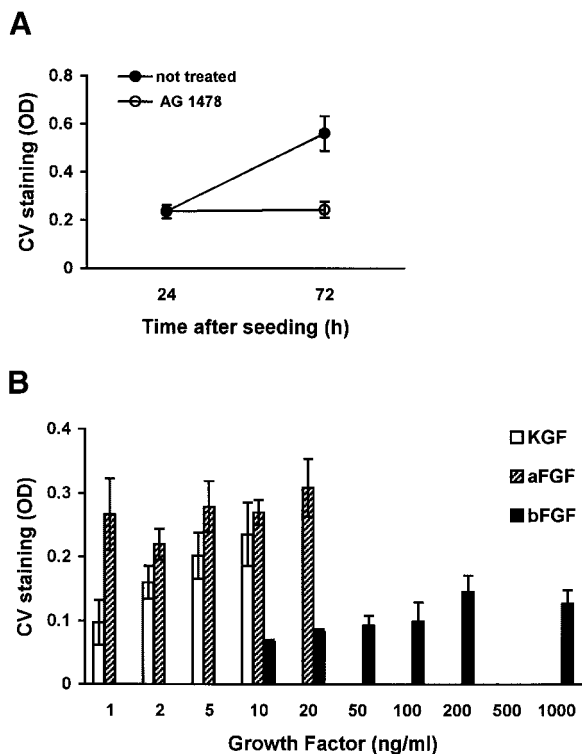 A
not treated
AG 1478
CV staining (OD)
0.8
0.6
0.4
0.2
0
24 72
Time after seeding (h)
B
KGF
aFGF
bFGF
CV staining (OD)
0.4
0.3
0.2
0.1
0
1 2 5 10 20 50 100 200 500 1000
Growth Factor (ng/ml)